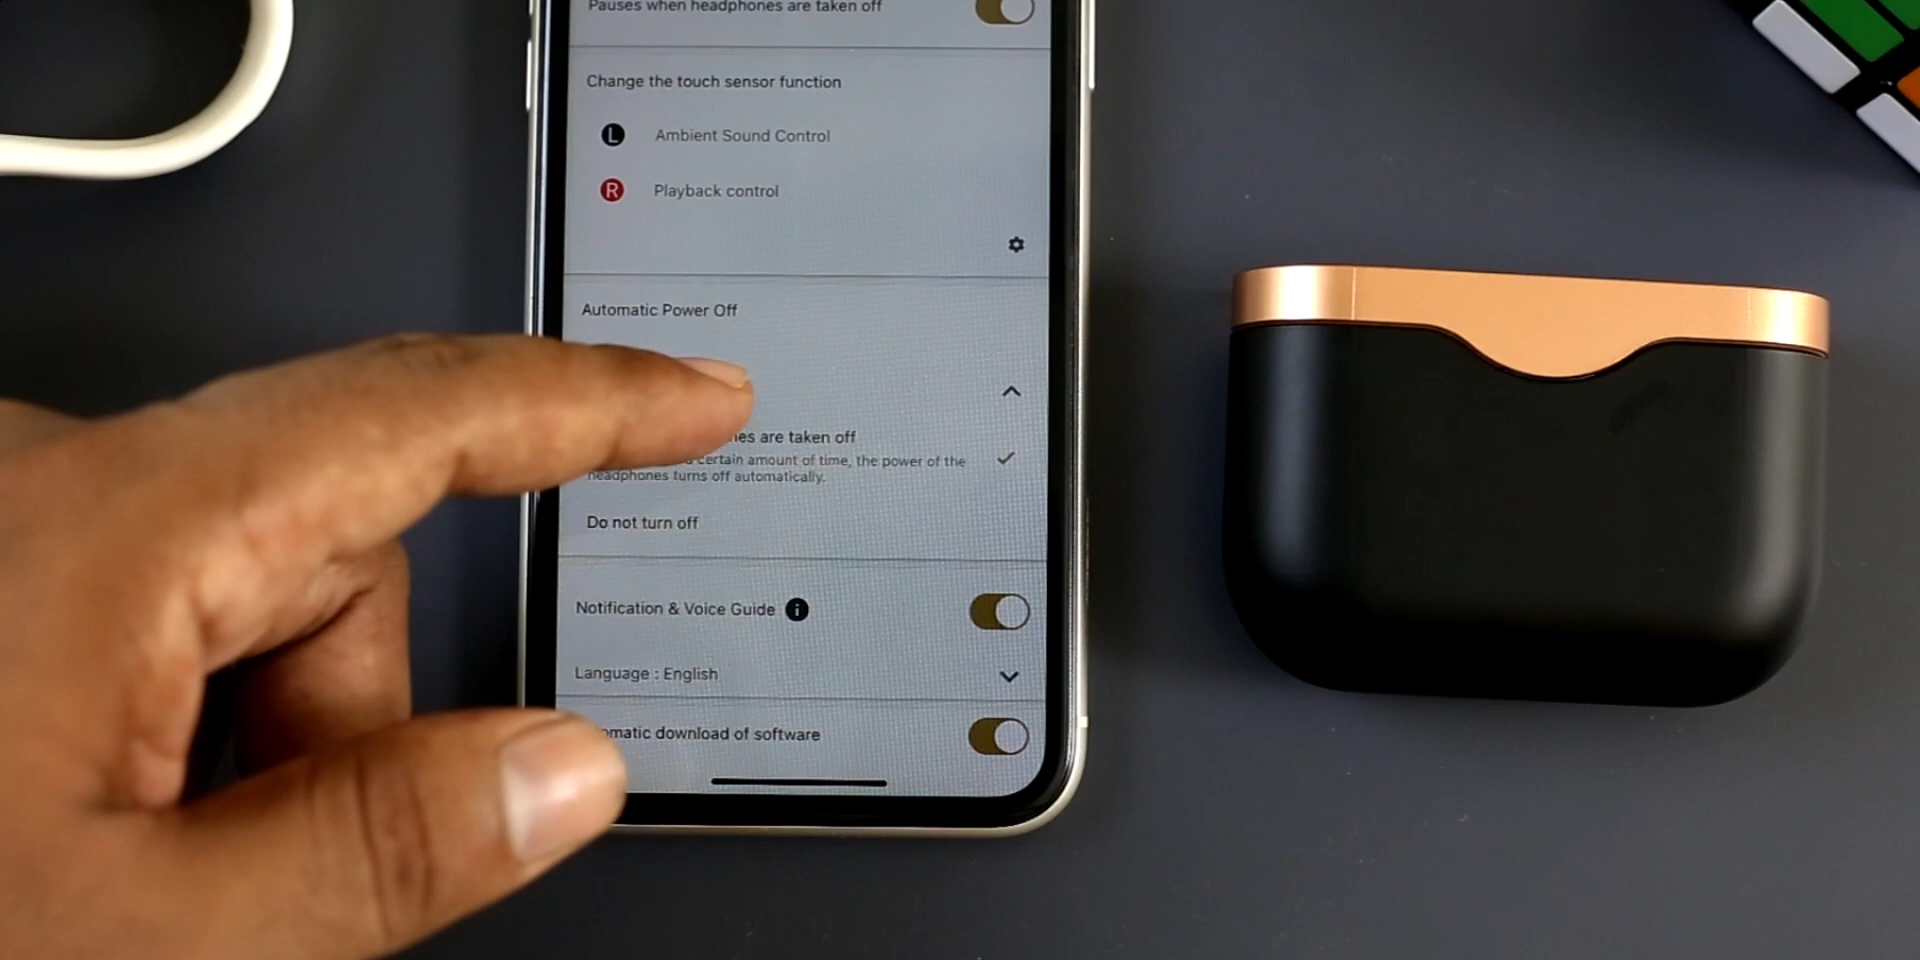 Pauses when headphones are taken off
Change the touch sensor function
L Ambient Sound Control
R Playback control
Automatic Power Off
are taken off
certain amount of time, the power of the
headphones turns off automatically.
Do not turn off
Notification & Voice Guide i
Language : English
download of software